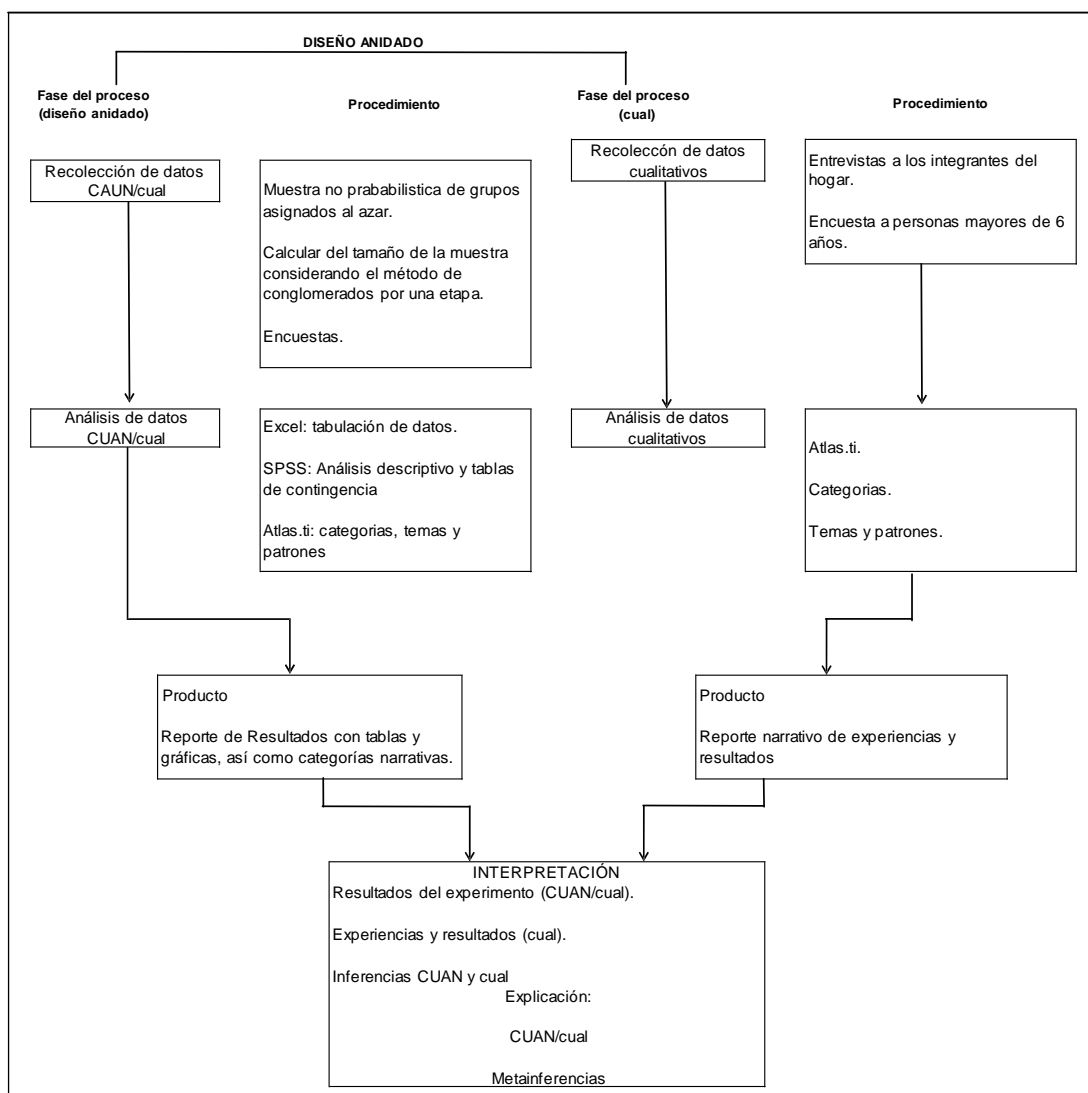 DISEÑO ANIDADO
Fase del proceso
(diseño anidado)
Procedimiento
Fase del proceso
(cual)
Procedimiento
Recolección de datos
CAUN/cual
Muestra no prababilistica de grupos
asignados al azar.
Calcular del tamaño de la muestra
considerando el método de
conglomerados por una etapa.
Encuestas.
Recolección de datos
cualitativos
Entrevistas a los integrantes del
hogar.
Encuesta a personas mayores de 6
años.
Análisis de datos
CUAN/cual
Excel: tabulación de datos.
SPSS: Análisis descriptivo y tablas
de contingencia
Atlas.ti: categorias, temas y
patrones
Análisis de datos
cualitativos
Atlas.ti.
Categorias.
Temas y patrones.
Producto
Reporte de Resultados con tablas y
gráficas, así como categorías narrativas.
Producto
Reporte narrativo de experiencias y
resultados
INTERPRETACIÓN
Resultados del experimento (CUAN/cual).
Experiencias y resultados (cual).
Inferencias CUAN y cual
Explicación:
CUAN/cual
Metainferencias